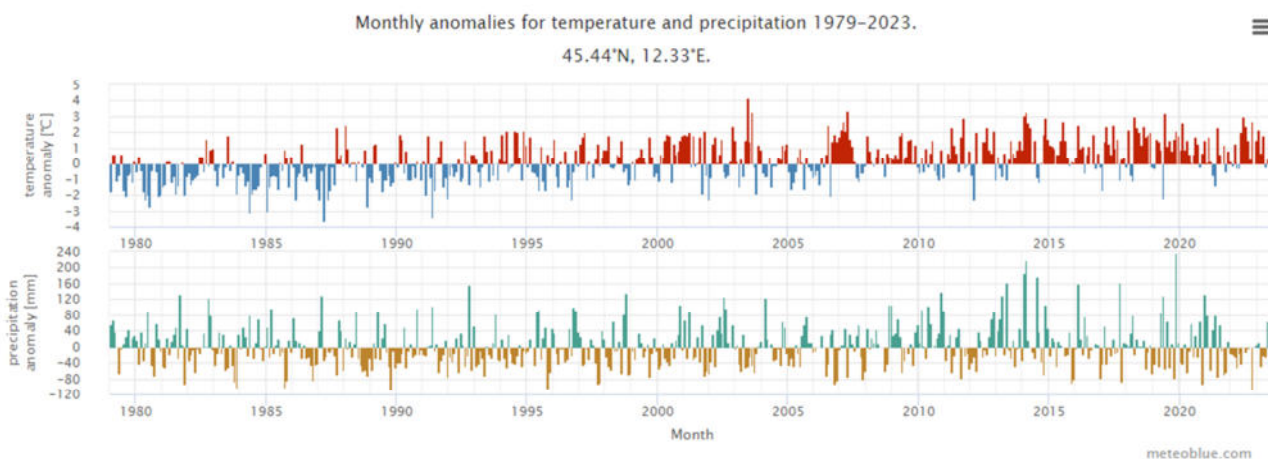 Monthly anomalies for temperature and precipitation 1979-2023.
45.44°N, 12.33°E.
temperature
anomaly [°C]
5
4
3
2
1
0
-1
-2
-3
-4
1980 1985 1990 1995 2000 2005 2010 2015 2020
precipitation
anomaly [mm]
240
200
160
120
80
40
0
-40
-80
-120
1980 1985 1990 1995 2000 2005 2010 2015 2020
Month
meteoblue.com